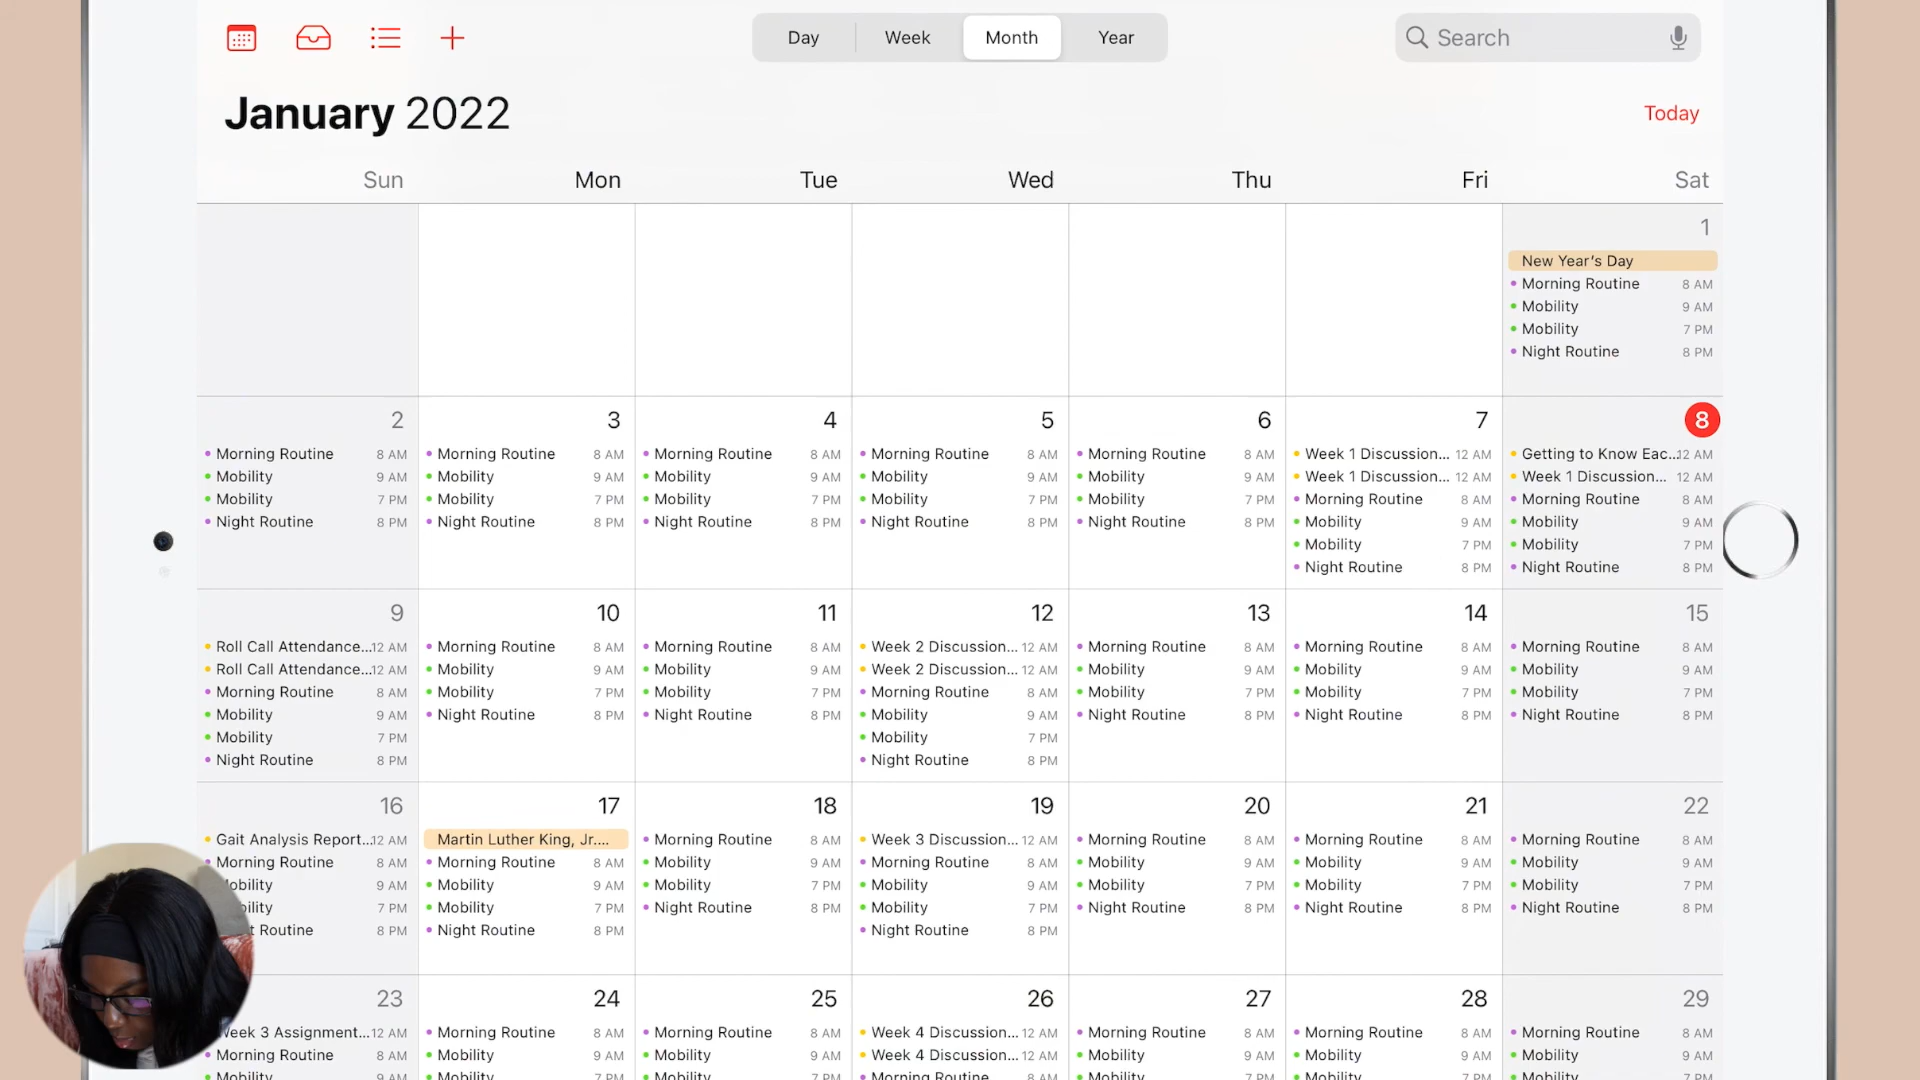 Day Week Month Year
Search
January 2022
Today
Sun Mon Tue Wed Thu Fri Sat
1
New Year's Day
Morning Routine 8 AM
Mobility 9 AM
Mobility 7 PM
Night Routine 8 PM
2
Morning Routine 8 AM
Mobility 9 AM
Mobility 7 PM
Night Routine 8 PM
3
Morning Routine 8 AM
Mobility 9 AM
Mobility 7 PM
Night Routine 8 PM
4
Morning Routine 8 AM
Mobility 9 AM
Mobility 7 PM
Night Routine 8 PM
5
Morning Routine 8 AM
Mobility 9 AM
Mobility 7 PM
Night Routine 8 PM
6
Morning Routine 8 AM
Mobility 9 AM
Mobility 7 PM
Night Routine 8 PM
7
Week 1 Discussion... 12 AM
Week 1 Discussion... 12 AM
Morning Routine 8 AM
Mobility 9 AM
Mobility 7 PM
Night Routine 8 PM
8
Getting to Know Eac...12 AM
Week 1 Discussion... 12 AM
Morning Routine 8 AM
Mobility 9 AM
Mobility 7 PM
Night Routine 8 PM
9
Roll Call Attendance...12 AM
Roll Call Attendance...12 AM
Morning Routine 8 AM
Mobility 9 AM
Mobility 7 PM
Night Routine 8 PM
10
Morning Routine 8 AM
Mobility 9 AM
Mobility 7 PM
Night Routine 8 PM
11
Morning Routine 8 AM
Mobility 9 AM
Mobility 7 PM
Night Routine 8 PM
12
Week 2 Discussion... 12 AM
Week 2 Discussion... 12 AM
Morning Routine 8 AM
Mobility 9 AM
Mobility 7 PM
Night Routine 8 PM
13
Morning Routine 8 AM
Mobility 9 AM
Mobility 7 PM
Night Routine 8 PM
14
Morning Routine 8 AM
Mobility 9 AM
Mobility 7 PM
Night Routine 8 PM
15
Morning Routine 8 AM
Mobility 9 AM
Mobility 7 PM
Night Routine 8 PM
16
Gait Analysis Report...12 AM
Morning Routine 8 AM
obility 9 AM
bility 7 PM
t Routine 8 PM
17
Martin Luther King, Jr....
Morning Routine 8 AM
Mobility 9 AM
Mobility 7 PM
Night Routine 8 PM
18
Morning Routine 8 AM
Mobility 9 AM
Mobility 7 PM
Night Routine 8 PM
19
Week 3 Discussion... 12 AM
Morning Routine 8 AM
Mobility 9 AM
Mobility 7 PM
Night Routine 8 PM
20
Morning Routine 8 AM
Mobility 9 AM
Mobility 7 PM
Night Routine 8 PM
21
Morning Routine 8 AM
Mobility 9 AM
Mobility 7 PM
Night Routine 8 PM
22
Morning Routine 8 AM
Mobility 9 AM
Mobility 7 PM
Night Routine 8 PM
23
Week 3 Assignment...12 AM
Morning Routine 8 AM
Mobility 9 AM
24
Morning Routine 8 AM
Mobility 9 AM
Mobility 7 PM
25
Morning Routine 8 AM
Mobility 9 AM
Mobility 7 PM
26
Week 4 Discussion... 12 AM
Week 4 Discussion... 12 AM
Morning Routine 8 AM
27
Morning Routine 8 AM
Mobility 9 AM
Mobility 7 PM
28
Morning Routine 8 AM
Mobility 9 AM
Mobility 7 PM
29
Morning Routine 8 AM
Mobility 9 AM
Mobility 7 PM